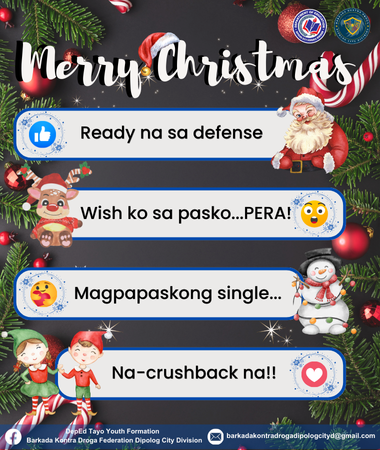 Merry Christmas
Ready na sa defense
Wish ko sa pasko...PERA!
Magpapaskong single...
Na-crushback na!!
DepEd Tayo Youth Formation
Barkada Kontra Droga Federation Dipolog City Division
barkadakontradrogadipologcityd@gmail.com